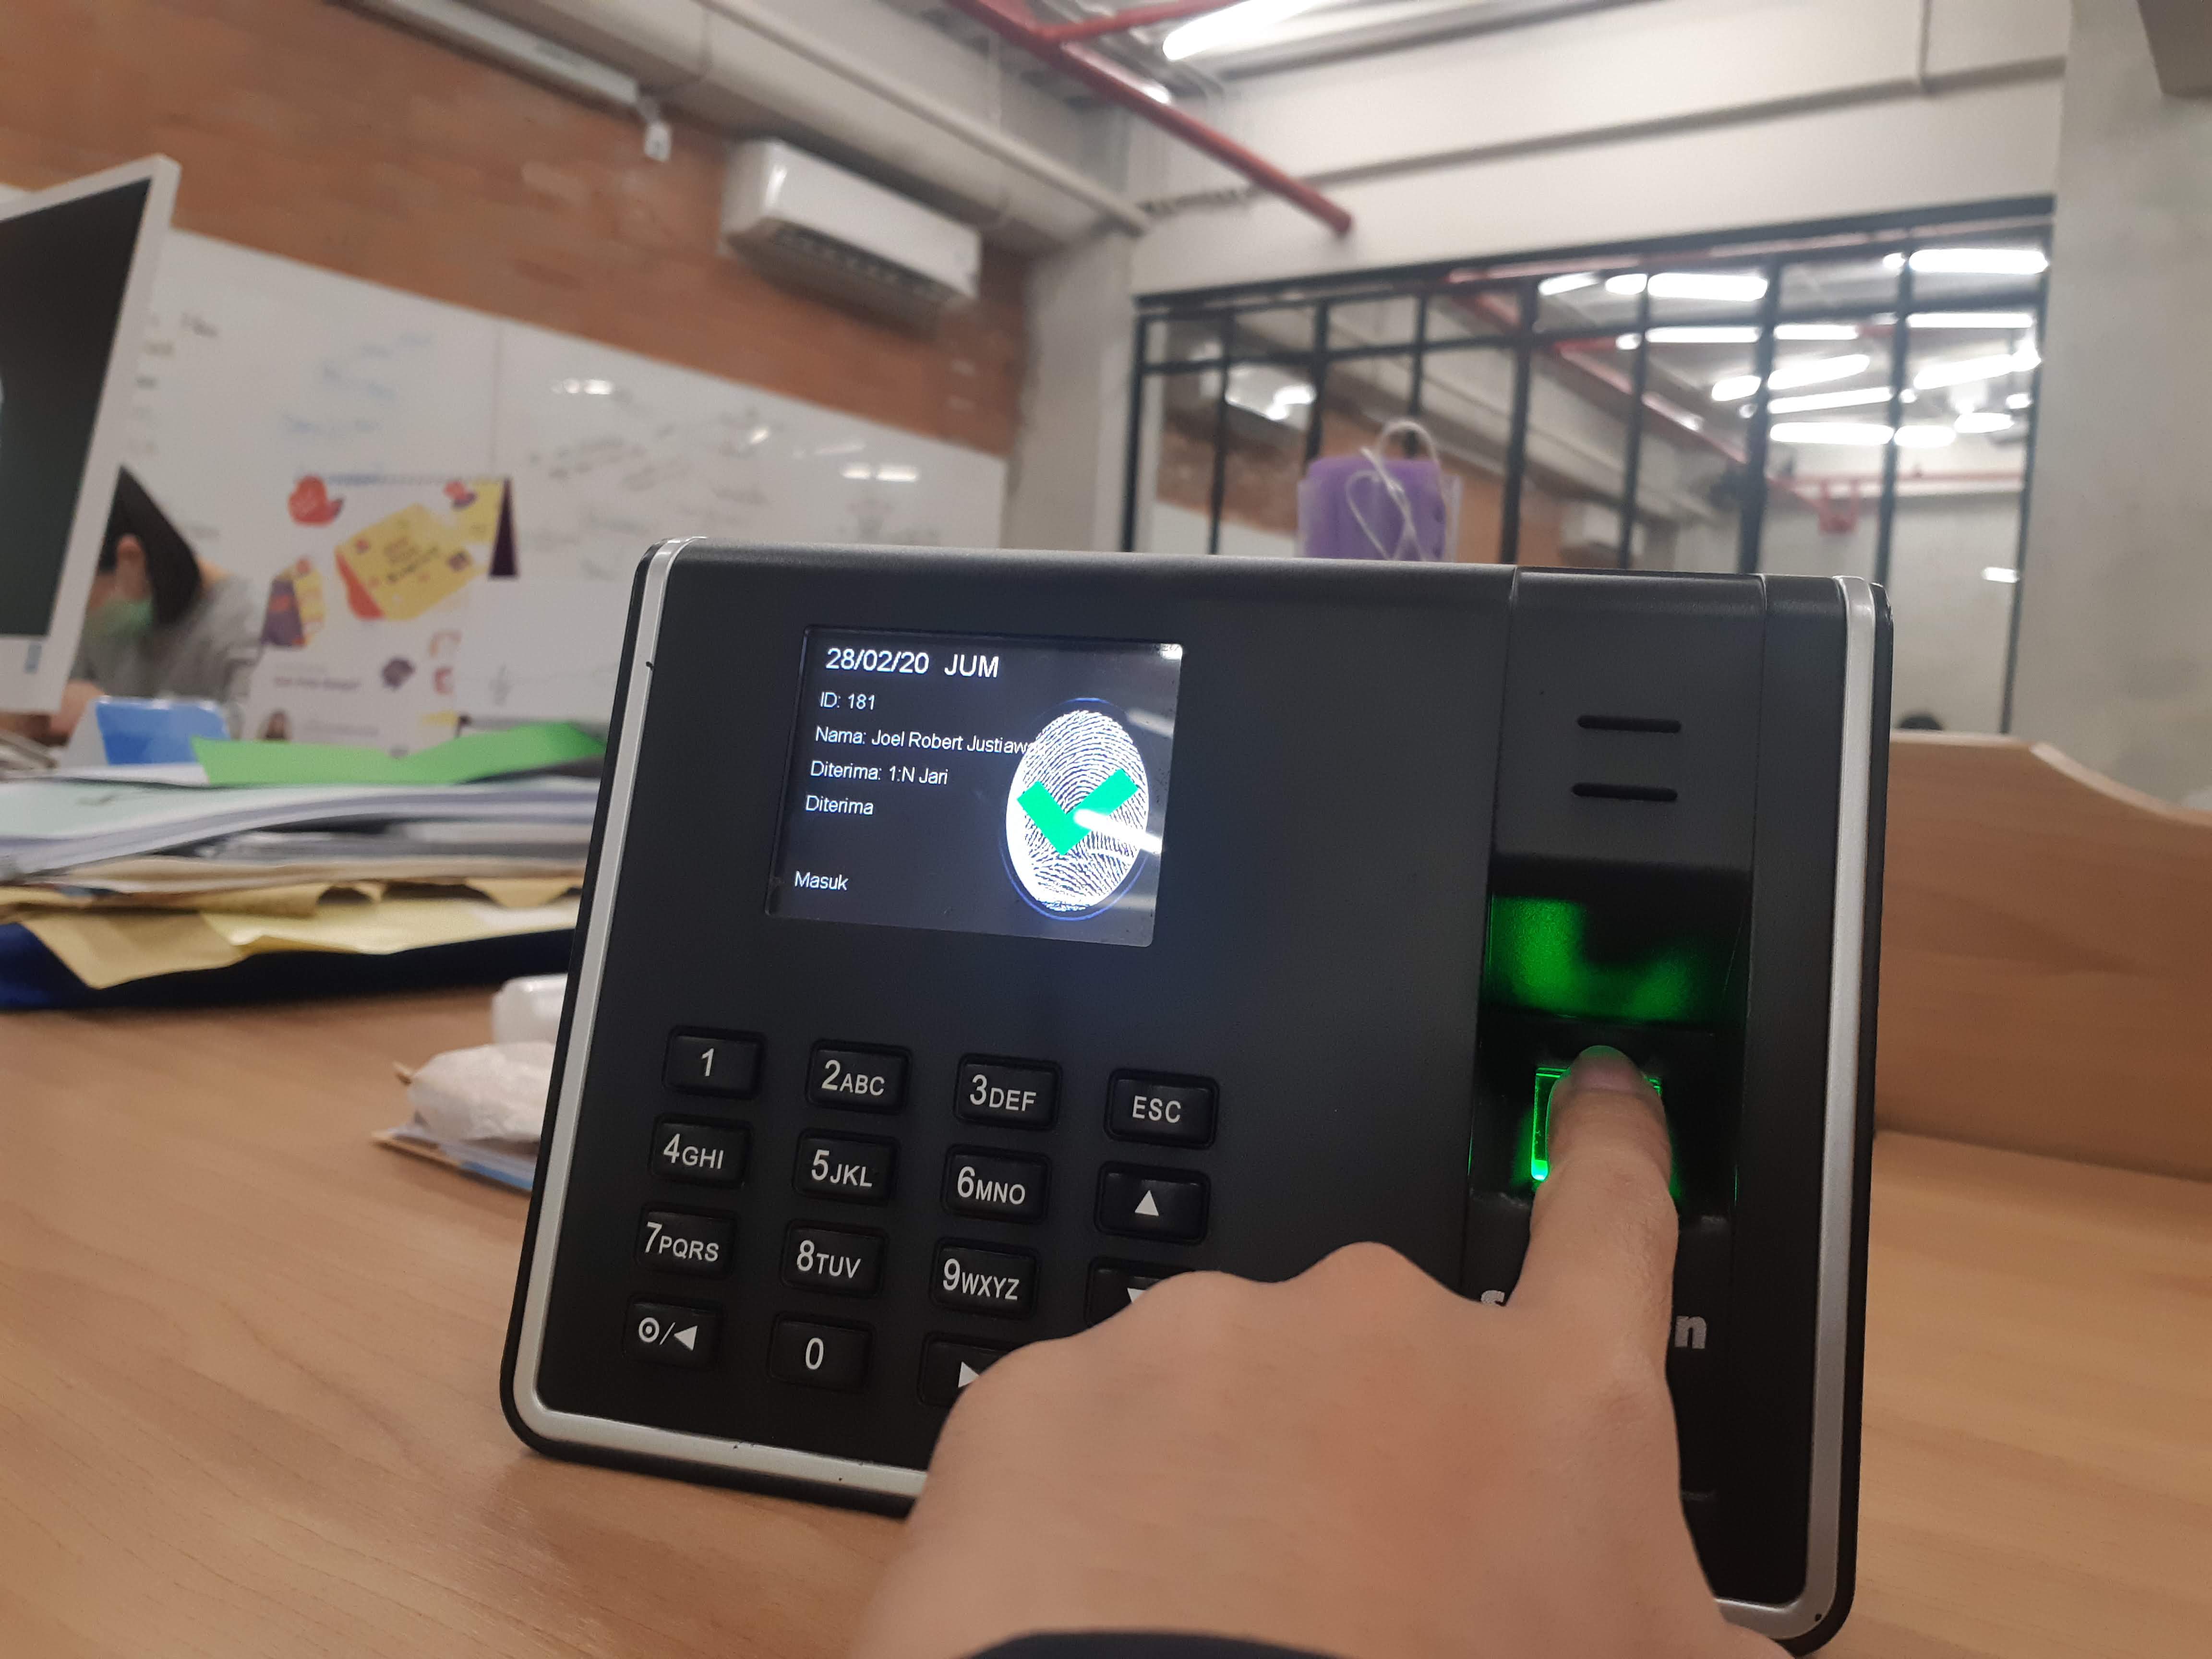 28/02/20 JUM
ID: 181
Nama: Joel Robert Justiaw
Diterima: 1:N Jari
Diterima
Masuk
1 2ABC 3DEF ESC
4GHI 5JKL 6MNO ▲
7PQRS 8TUV 9WXYZ
⊙/◀ 0 ▶